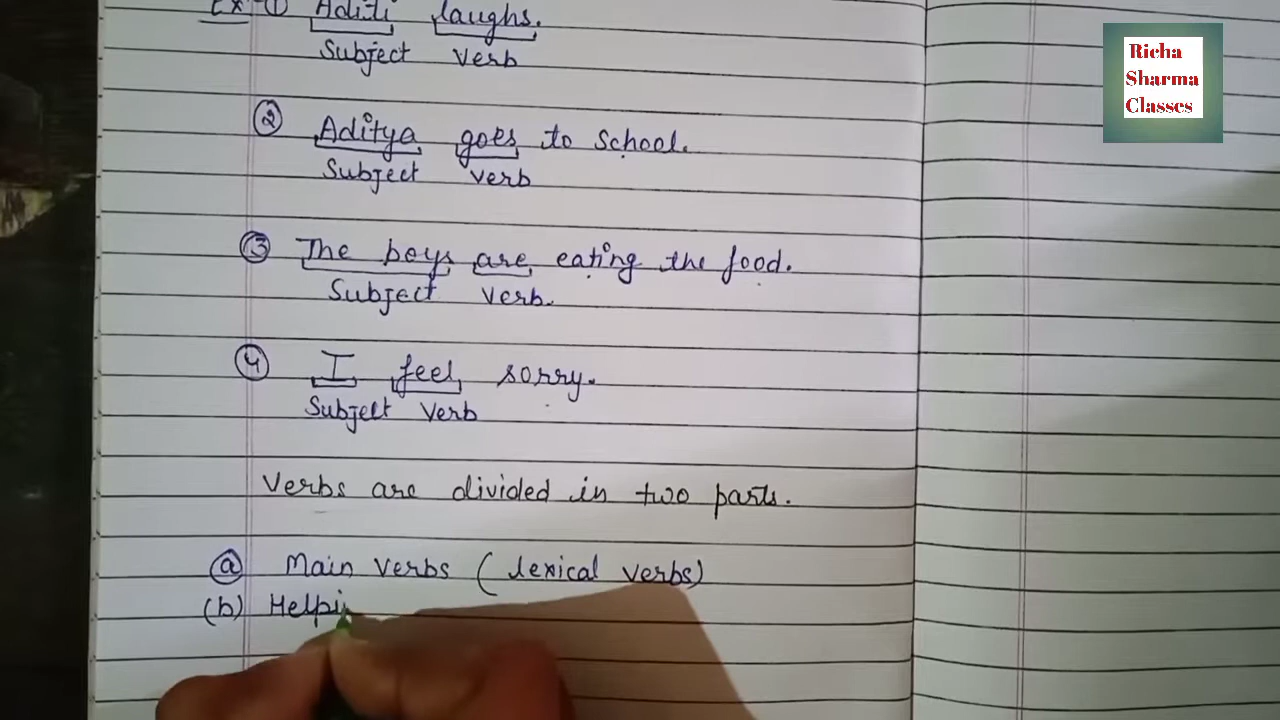 Ex ① Aditi laughs.
Subject verb
② Aditya goes to School.
Subject verb
③ The boys are eating the food.
Subject verb.
④ I feel sorry.
Subject verb
Verbs are divided in two parts.
ⓐ Main verbs (lexical verbs)
(b) Helpi
Richa
Sharma
Classes